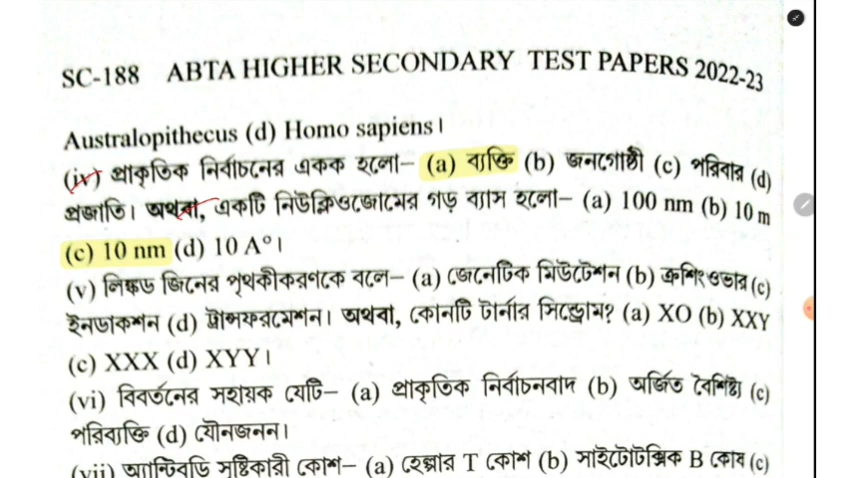 SC-188 ABTA HIGHER SECONDARY TEST PAPERS 2022-23
Australopithecus (d) Homo sapiens।
(iv) প্রাকৃতিক নির্বাচনের একক হলো– (a) ব্যক্তি (b) জনগোষ্ঠী (c) পরিবার (d)
প্রজাতি। অথবা, একটি নিউক্লিওজোমের গড় ব্যাস হলো– (a) 100 nm (b) 10 m
(c) 10 nm (d) 10 A°।
(v) লিঙ্কড জিনের পৃথকীকরণকে বলে– (a) জেনেটিক মিউটেশন (b) ক্রশিংওভার (c)
ইনডাকশন (d) ট্রান্সফরমেশন। অথবা, কোনটি টার্নার সিন্ড্রোম? (a) XO (b) XXY
(c) XXX (d) XYY।
(vi) বিবর্তনের সহায়ক যেটি– (a) প্রাকৃতিক নির্বাচনবাদ (b) অর্জিত বৈশিষ্ট্য (c)
পরিব্যক্তি (d) যৌনজনন।
(vii) অ্যান্টিবডি সৃষ্টিকারী কোশ– (a) হেল্পার T কোশ (b) সাইটোটক্সিক B কোষ (c)